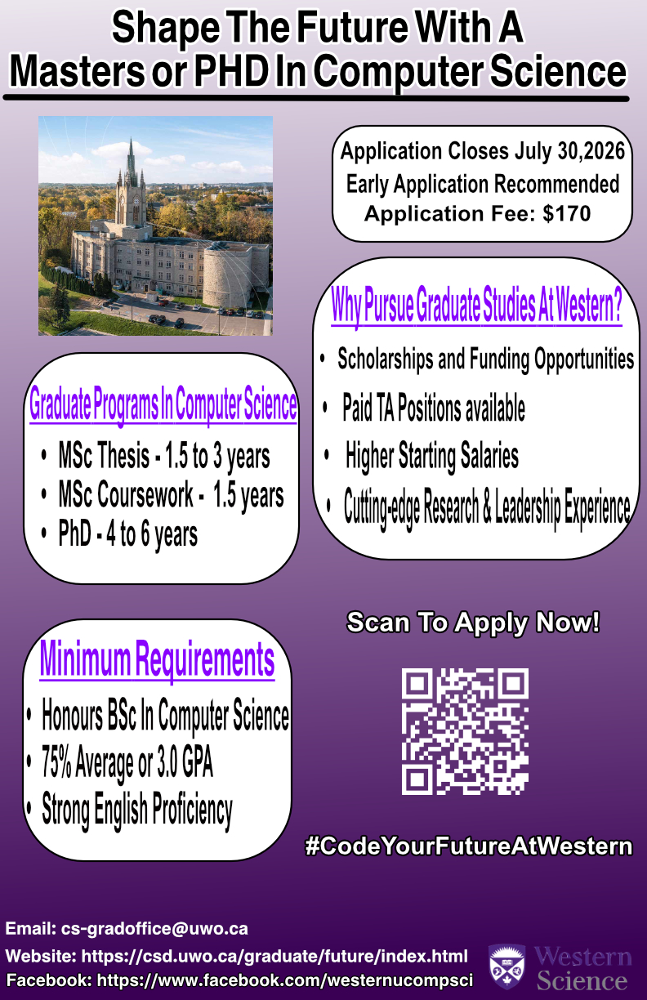 Shape The Future With A
Masters or PHD In Computer Science
Application Closes July 30,2026
Early Application Recommended
Application Fee: $170
Why Pursue Graduate Studies At Western?
• Scholarships and Funding Opportunities
• Paid TA Positions available
• Higher Starting Salaries
• Cutting-edge Research & Leadership Experience
Graduate Programs In Computer Science
• MSc Thesis - 1.5 to 3 years
• MSc Coursework - 1.5 years
• PhD - 4 to 6 years
Minimum Requirements
• Honours BSc In Computer Science
• 75% Average or 3.0 GPA
• Strong English Proficiency
Scan To Apply Now!
#CodeYourFutureAtWestern
Email: cs-gradoffice@uwo.ca
Website: https://csd.uwo.ca/graduate/future/index.html
Facebook: https://www.facebook.com/westernucompsci
Western
Science